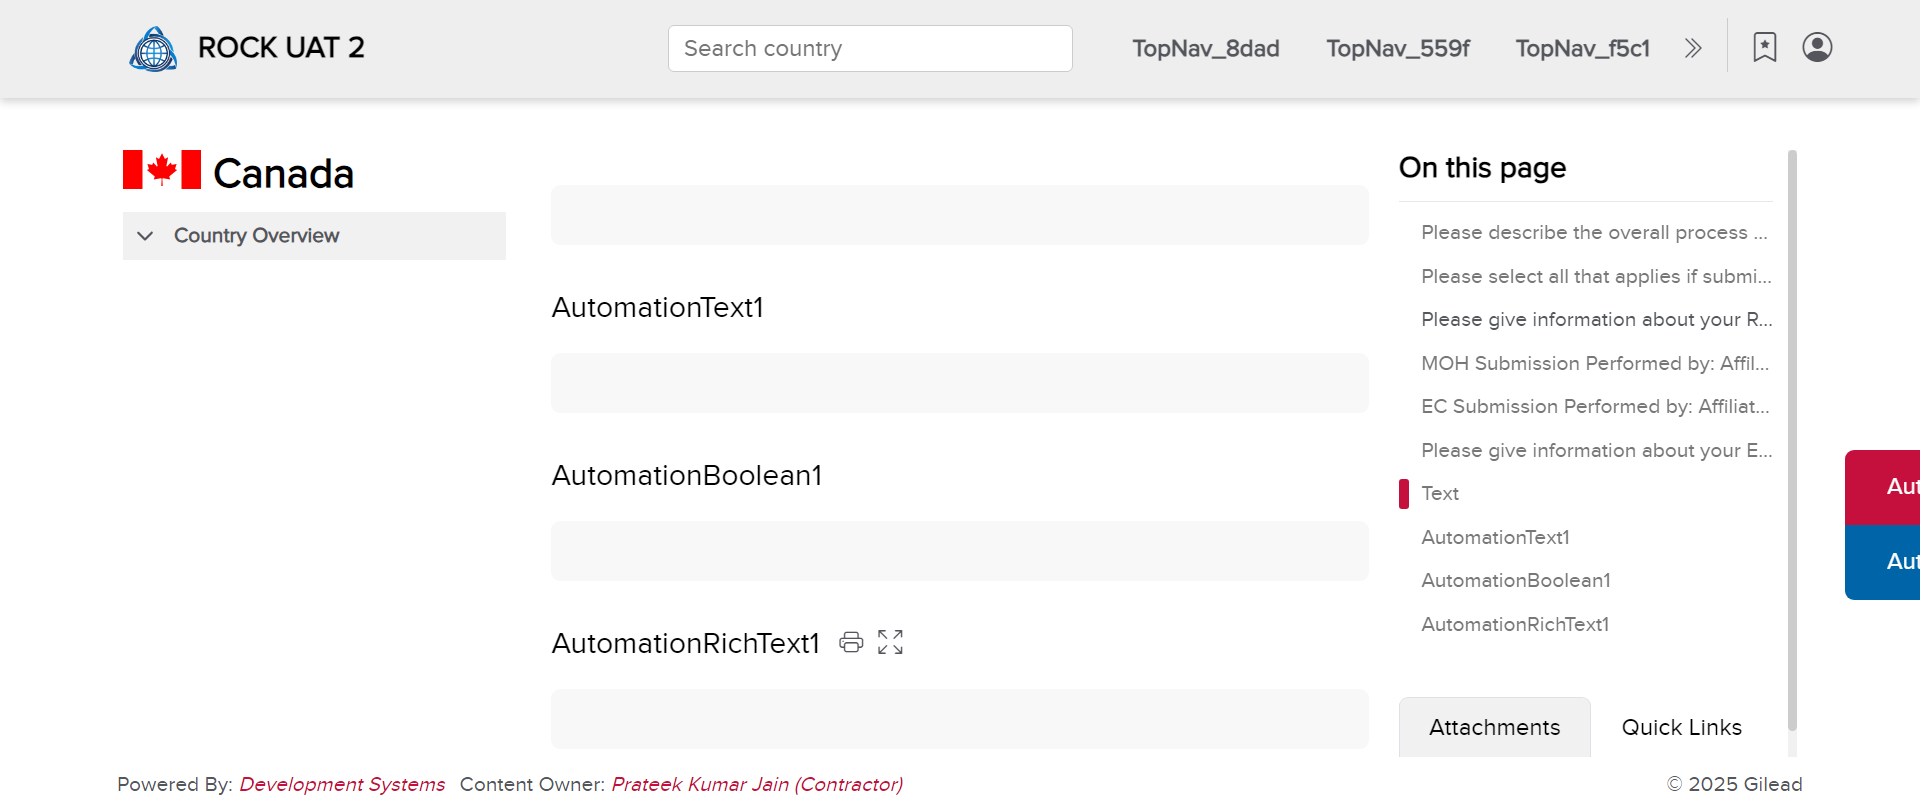 ROCK UAT 2
Search country
TopNav_8dad
TopNav_559f
TopNav_f5c1
Canada
Country Overview
AutomationText1
AutomationBoolean1
AutomationRichText1
On this page
Please describe the overall process ...
Please select all that applies if submi...
Please give information about your R...
MOH Submission Performed by: Affil...
EC Submission Performed by: Affiliat...
Please give information about your E...
Text
AutomationText1
AutomationBoolean1
AutomationRichText1
Attachments
Quick Links
Aut
Aut
Powered By: Development Systems Content Owner: Prateek Kumar Jain (Contractor)
© 2025 Gilead